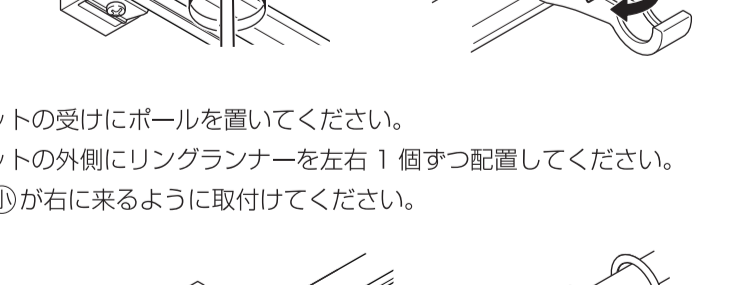 ットの受けにポールを置いてください。
ットの外側にリングランナーを左右 1 個ずつ配置してください。
小が右に来るように取付けてください。